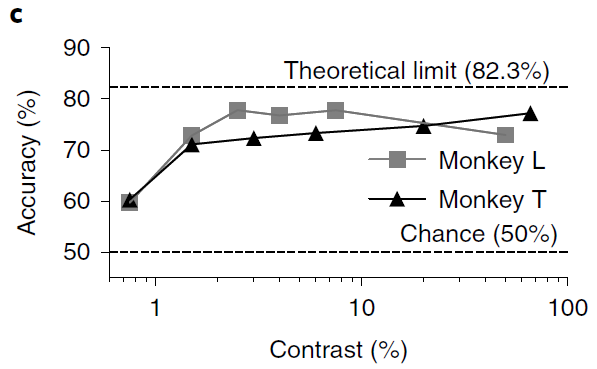 c
90
Theoretical limit (82.3%)
80
70
Monkey L
60
Monkey T
Chance (50%)
50
Accuracy (%)
1 10 100
Contrast (%)